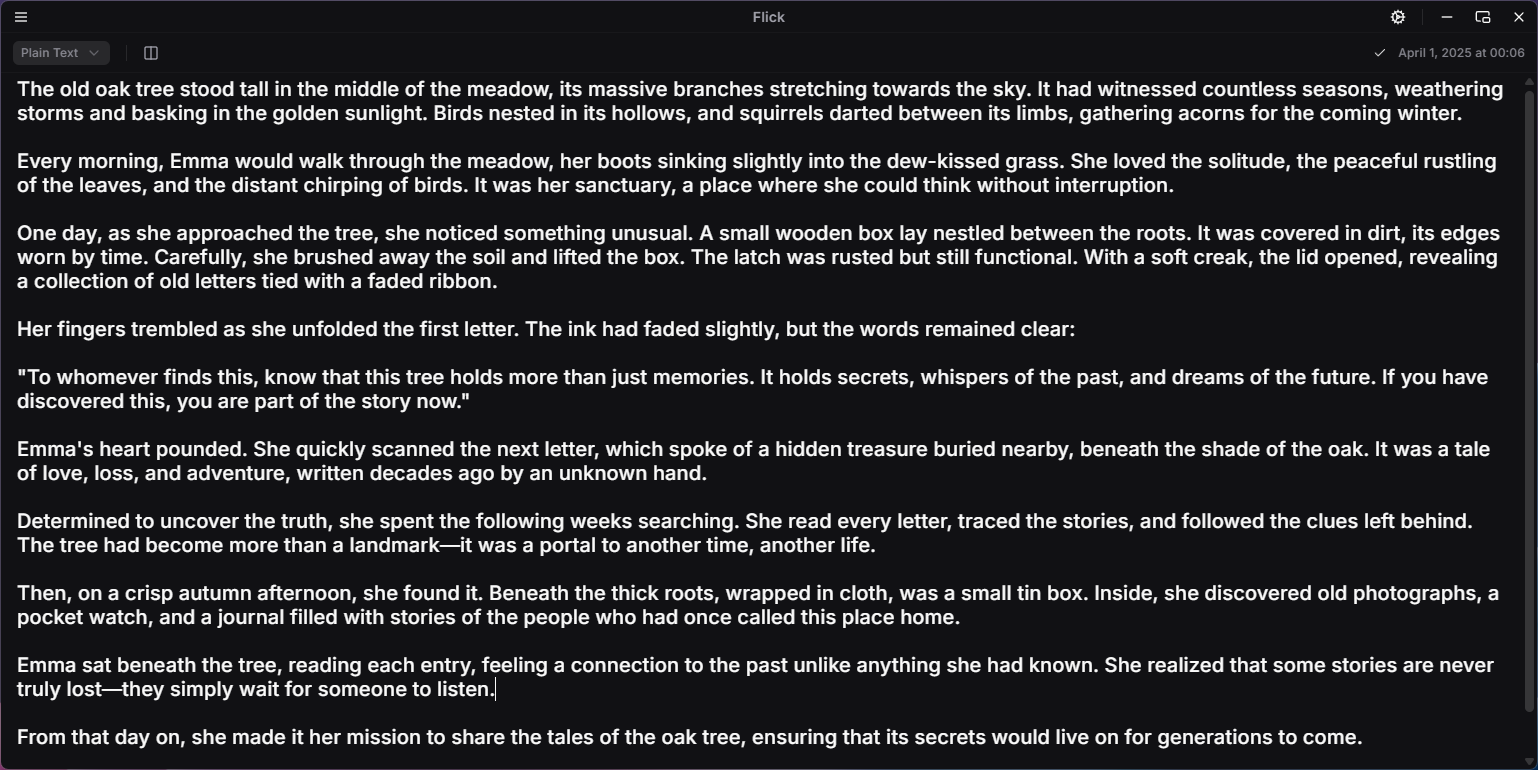 Flick
Plain Text
April 1, 2025 at 00:06
The old oak tree stood tall in the middle of the meadow, its massive branches stretching towards the sky. It had witnessed countless seasons, weathering
storms and basking in the golden sunlight. Birds nested in its hollows, and squirrels darted between its limbs, gathering acorns for the coming winter.
Every morning, Emma would walk through the meadow, her boots sinking slightly into the dew-kissed grass. She loved the solitude, the peaceful rustling
of the leaves, and the distant chirping of birds. It was her sanctuary, a place where she could think without interruption.
One day, as she approached the tree, she noticed something unusual. A small wooden box lay nestled between the roots. It was covered in dirt, its edges
worn by time. Carefully, she brushed away the soil and lifted the box. The latch was rusted but still functional. With a soft creak, the lid opened, revealing
a collection of old letters tied with a faded ribbon.
Her fingers trembled as she unfolded the first letter. The ink had faded slightly, but the words remained clear:
"To whomever finds this, know that this tree holds more than just memories. It holds secrets, whispers of the past, and dreams of the future. If you have
discovered this, you are part of the story now."
Emma's heart pounded. She quickly scanned the next letter, which spoke of a hidden treasure buried nearby, beneath the shade of the oak. It was a tale
of love, loss, and adventure, written decades ago by an unknown hand.
Determined to uncover the truth, she spent the following weeks searching. She read every letter, traced the stories, and followed the clues left behind.
The tree had become more than a landmark—it was a portal to another time, another life.
Then, on a crisp autumn afternoon, she found it. Beneath the thick roots, wrapped in cloth, was a small tin box. Inside, she discovered old photographs, a
pocket watch, and a journal filled with stories of the people who had once called this place home.
Emma sat beneath the tree, reading each entry, feeling a connection to the past unlike anything she had known. She realized that some stories are never
truly lost—they simply wait for someone to listen.
From that day on, she made it her mission to share the tales of the oak tree, ensuring that its secrets would live on for generations to come.